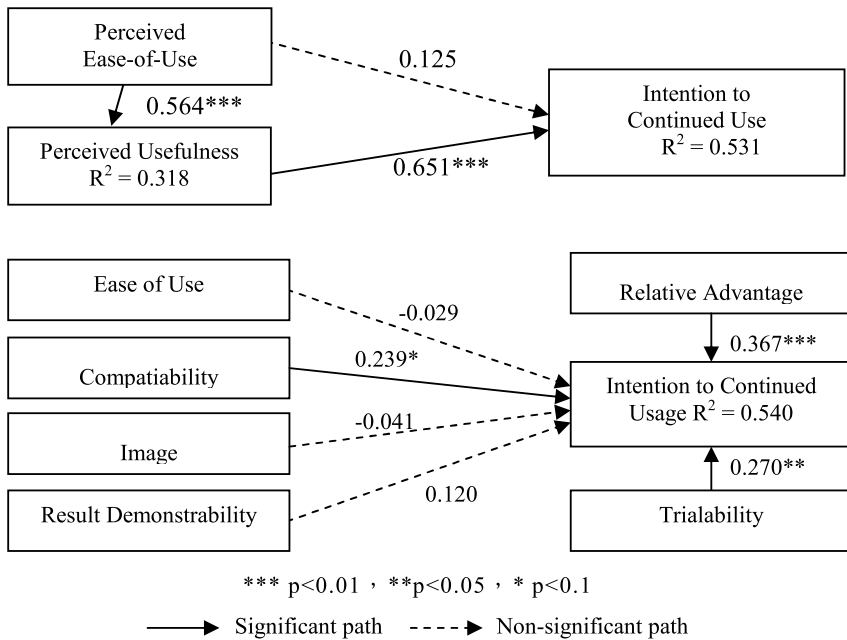 Perceived
Ease-of-Use
0.125
0.564***
Intention to
Continued Use
R² = 0.531
Perceived Usefulness
R² = 0.318
0.651***
Ease of Use
-0.029
Relative Advantage
0.367***
Compatiability
0.239*
Intention to Continued
Usage R² = 0.540
Image
-0.041
0.270**
Result Demonstrability
0.120
Trialability
*** p<0.01 , **p<0.05 , * p<0.1
Significant path
Non-significant path